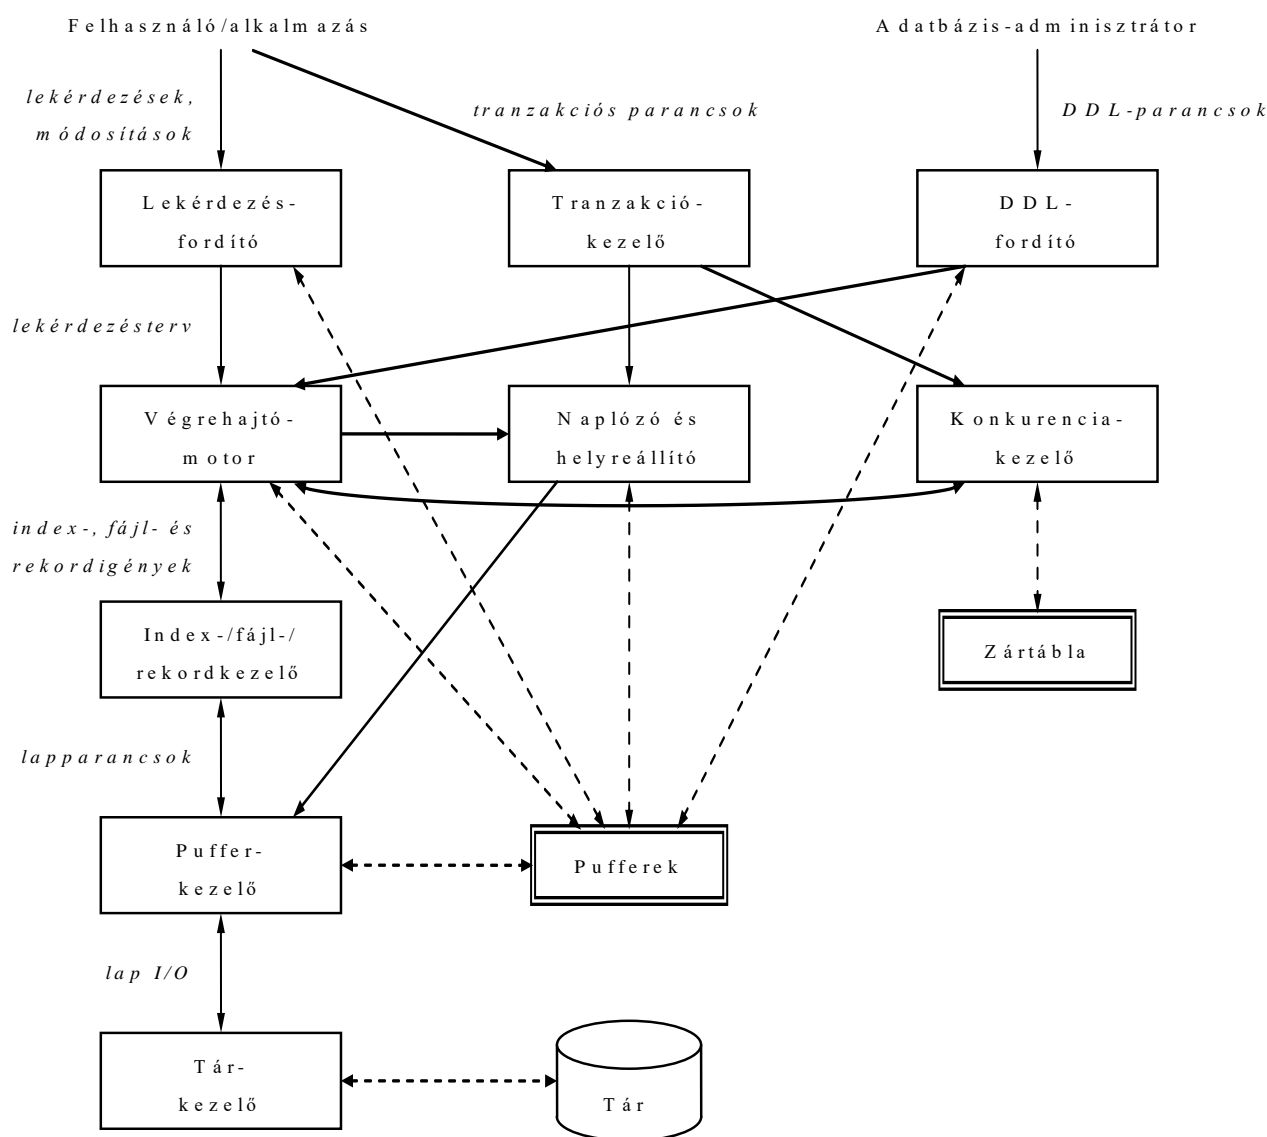 Felhasználó/alkalmazás
Adatbázis-adminisztrátor
lekérdezések,
módosítások
tranzakciós parancsok
DDL-parancsok
Lekérdezés-
fordító
Tranzakció-
kezelő
DDL-
fordító
lekérdezésterv
Végrehajtó-
motor
Naplózó és
helyreállító
Konkurencia-
kezelő
index-, fájl- és
rekordigények
Index-/fájl-/
rekordkezelő
Zártábla
lapparancsok
Puffer-
kezelő
Pufferek
lap I/O
Tár-
kezelő
Tár